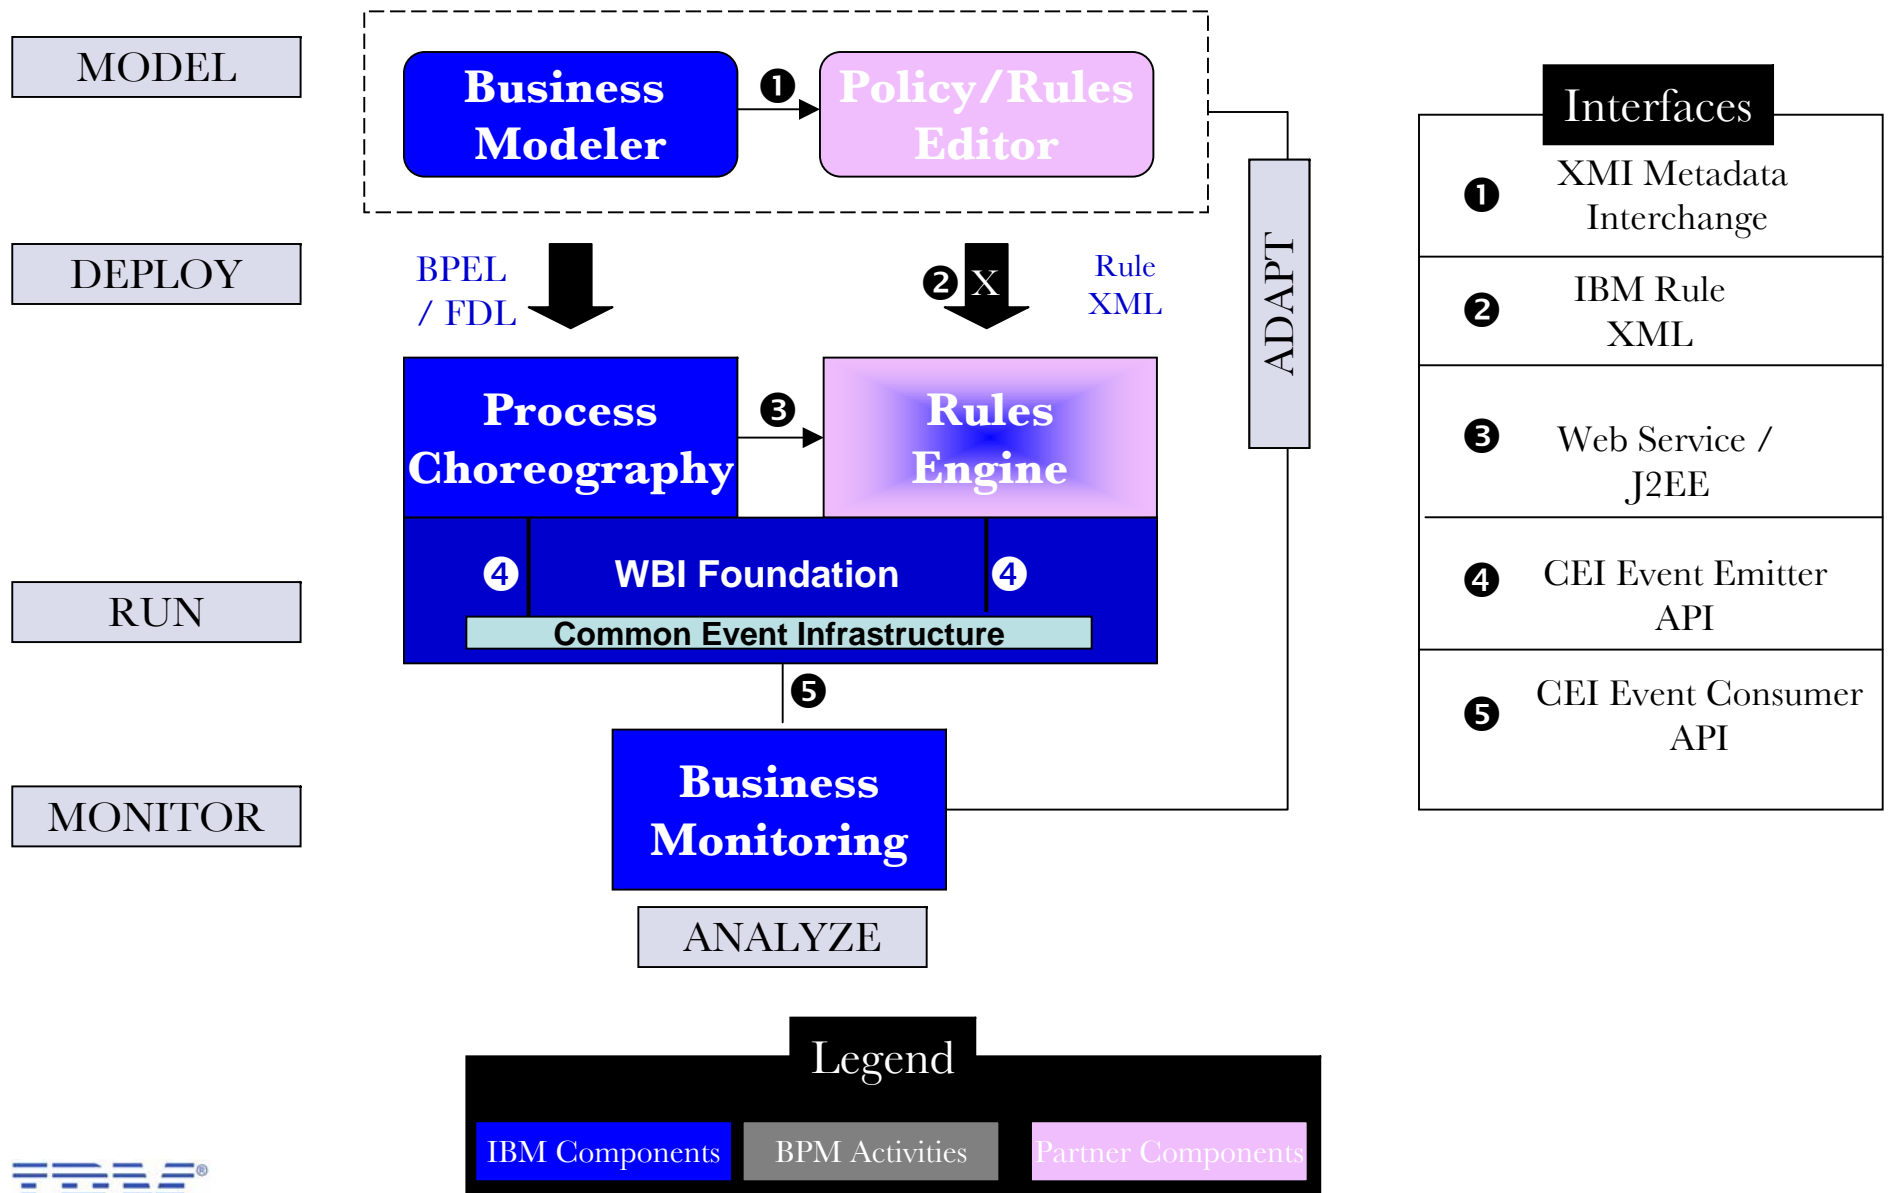 MODEL
Business
Modeler
❶
Policy/Rules
Editor
DEPLOY
BPEL
/ FDL
❷
X
Rule
XML
ADAPT
Process
Choreography
❸
Rules
Engine
RUN
❹
WBI Foundation
❹
Common Event Infrastructure
❺
MONITOR
Business
Monitoring
ANALYZE
Interfaces
❶
XMI Metadata
Interchange
❷
IBM Rule
XML
❸
Web Service /
J2EE
❹
CEI Event Emitter
API
❺
CEI Event Consumer
API
Legend
IBM Components
BPM Activities
Partner Components
IBM®